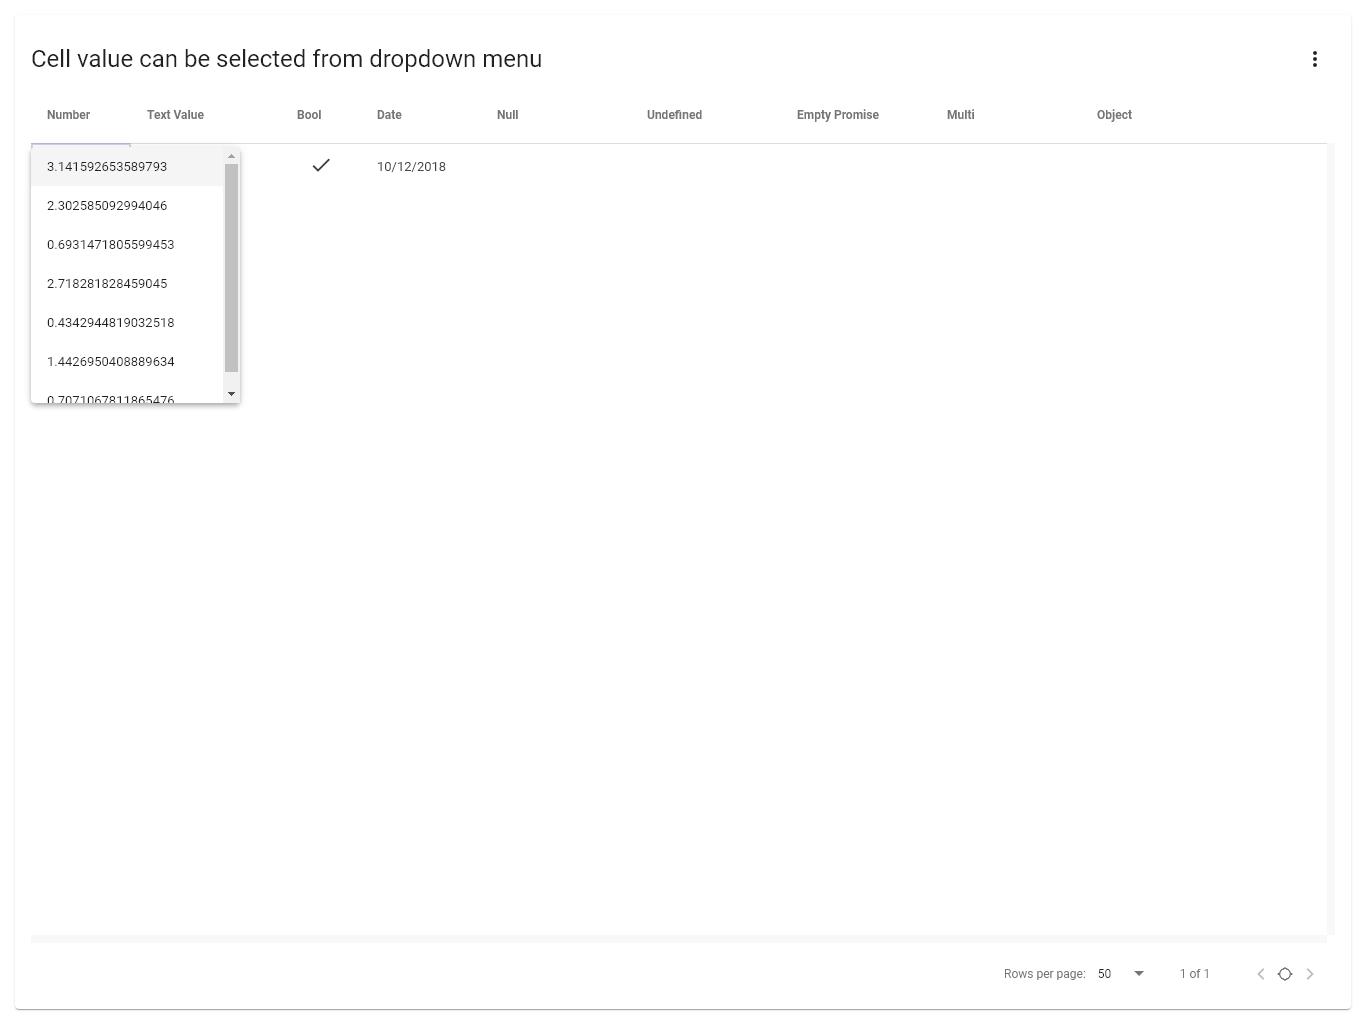 Cell value can be selected from dropdown menu
Number Text Value Bool Date Null Undefined Empty Promise Multi Object
3.141592653589793 10/12/2018
2.302585092994046
0.6931471805599453
2.718281828459045
0.4342944819032518
1.4426950408889634
0.7071067811865476
Rows per page: 50 1 of 1